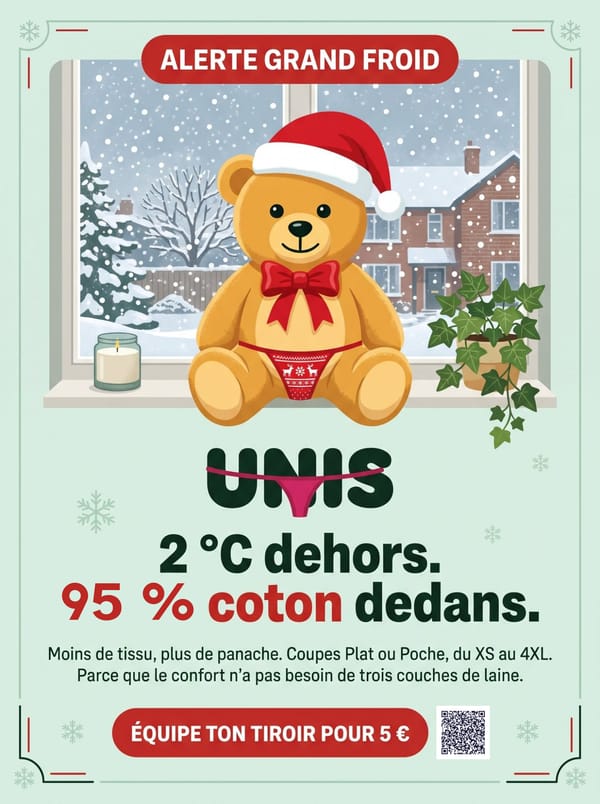 ALERTE GRAND FROID
UNIS
2 °C dehors.
95 % coton dedans.
Moins de tissu, plus de panache. Coupes Plat ou Poche, du XS au 4XL.
Parce que le confort n’a pas besoin de trois couches de laine.
ÉQUIPE TON TIROIR POUR 5 €